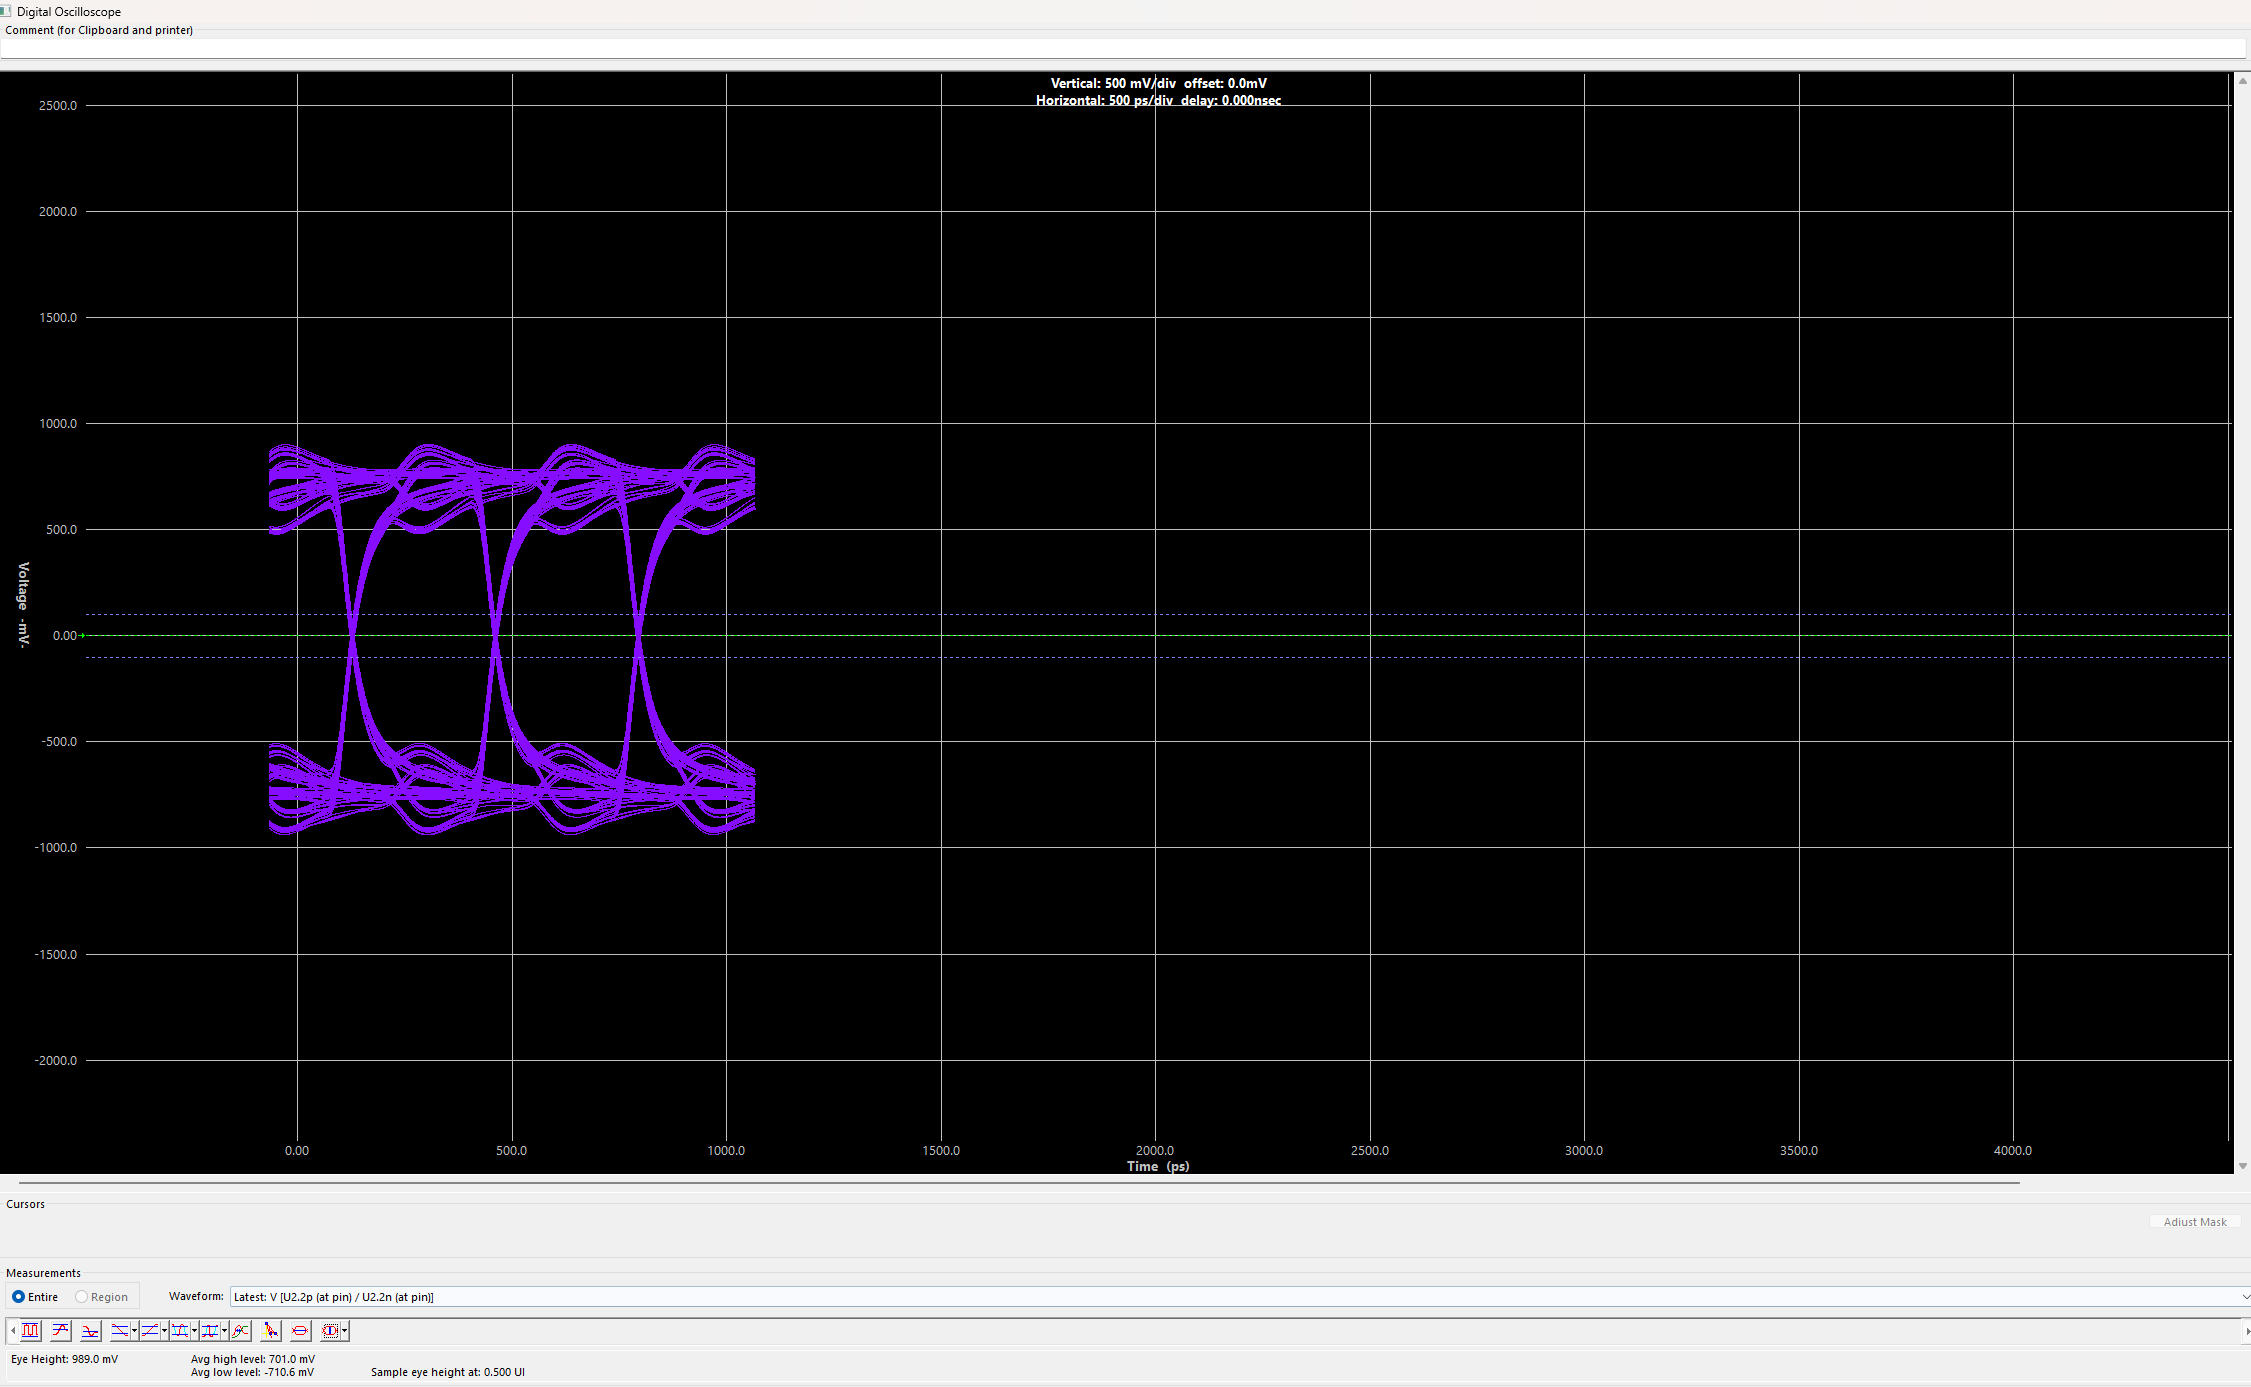 Digital Oscilloscope
Comment (for Clipboard and printer)
Vertical: 500 mV/div offset: 0.0mV
Horizontal: 500 ps/div delay: 0.000nsec
2500.0
2000.0
1500.0
1000.0
500.0
0.00
-500.0
-1000.0
-1500.0
-2000.0
Voltage -mV-
0.00 500.0 1000.0 1500.0 2000.0 2500.0 3000.0 3500.0 4000.0
Time (ps)
Cursors
Adjust Mask
Measurements
Entire Region Waveform: Latest: V [U2.2p (at pin) / U2.2n (at pin)]
Eye Height: 989.0 mV Avg high level: 701.0 mV
Avg low level: -710.6 mV Sample eye height at: 0.500 UI